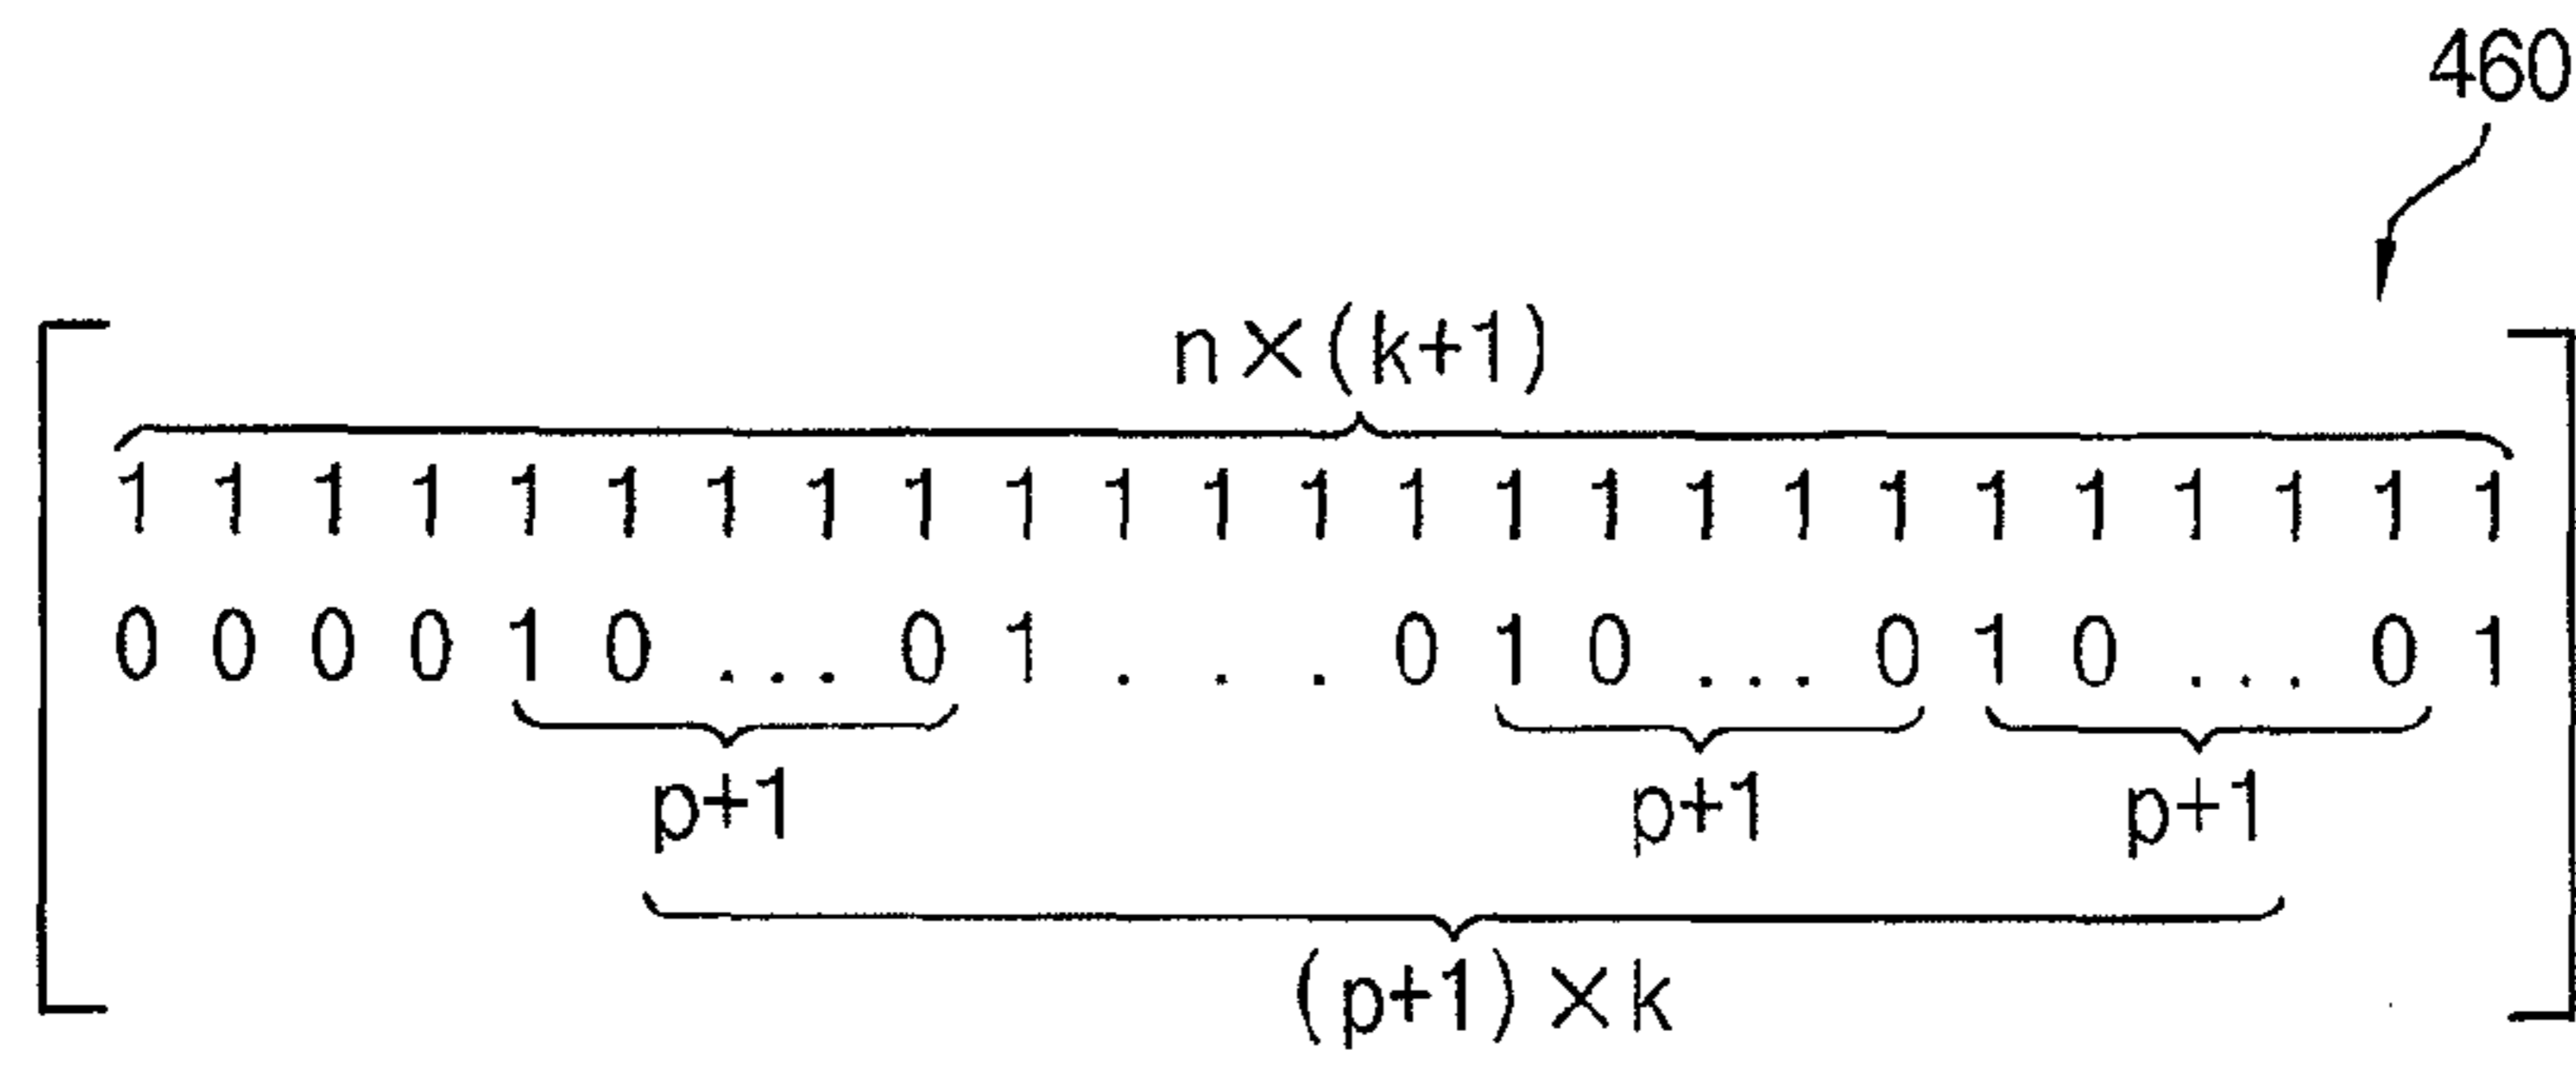 460
n×(k+1)
1 1 1 1 1 1 1 1 1 1 1 1 1 1 1 1 1 1 1 1 1 1 1 1 1
0 0 0 0 1 0 ... 0 1 . . . 0 1 0 ... 0 1 0 ... 0 1
p+1 p+1 p+1
(p+1)×k